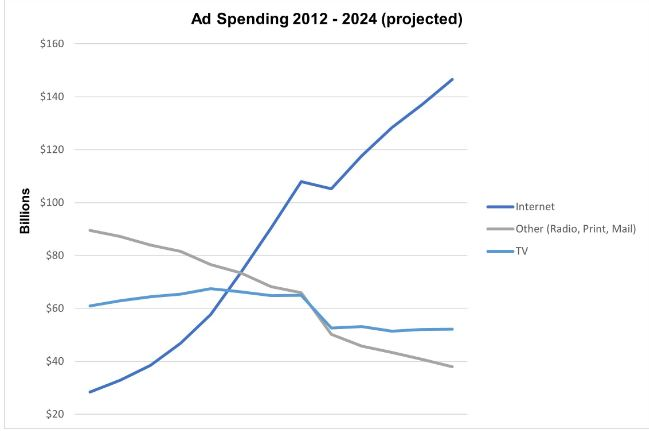 Ad Spending 2012 - 2024 (projected)
$160
$140
$120
$100
$80
$60
$40
$20
Billions
Internet
Other (Radio, Print, Mail)
TV